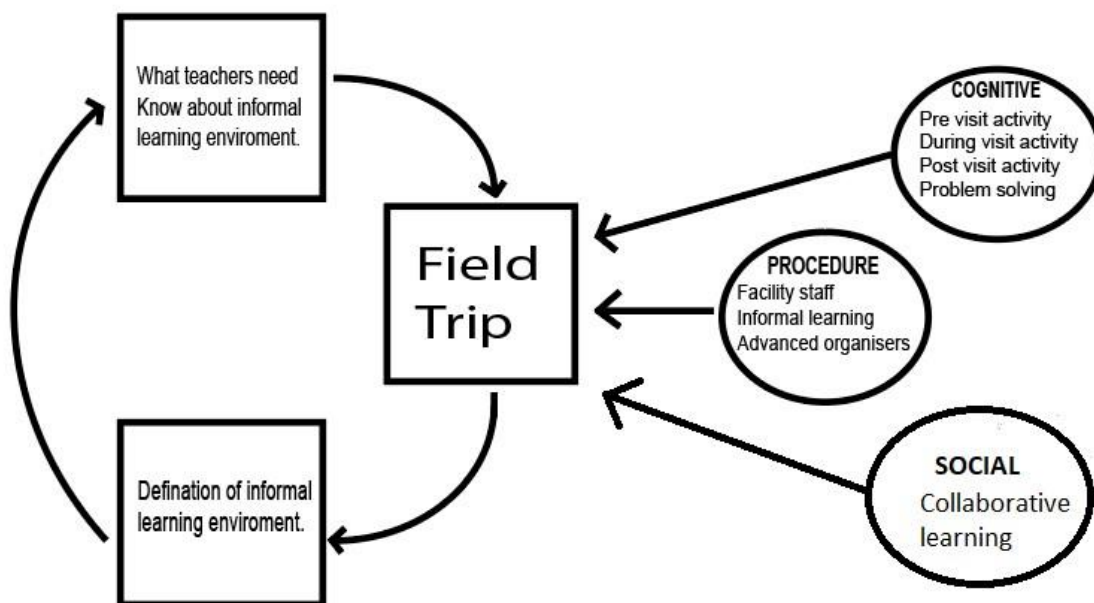 What teachers need
Know about informal
learning enviroment.
Field
Trip
Defination of informal
learning enviroment.
COGNITIVE
Pre visit activity
During visit activity
Post visit activity
Problem solving
PROCEDURE
Facility staff
Informal learning
Advanced organisers
SOCIAL
Collaborative
learning